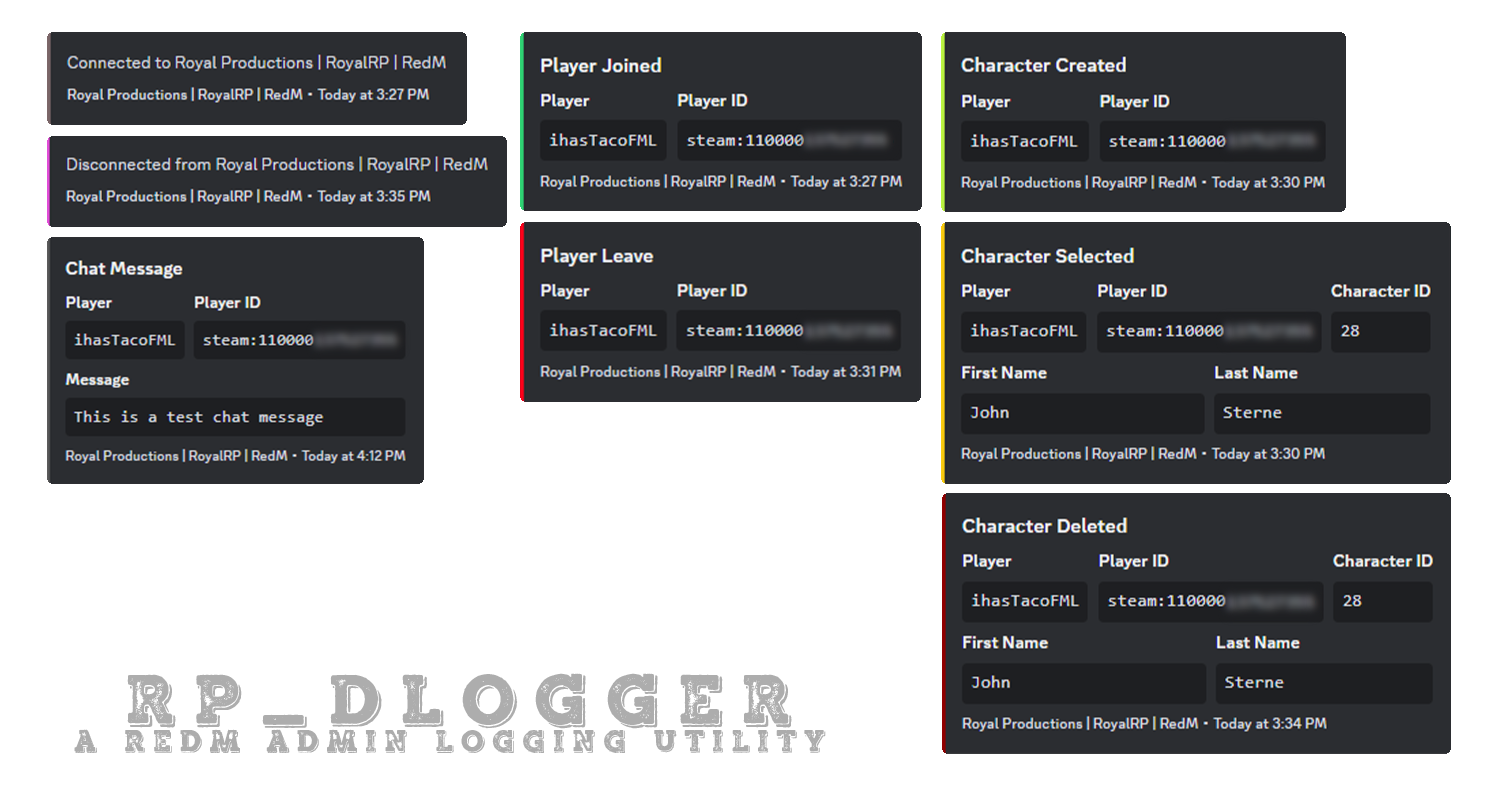 Connected to Royal Productions | RoyalRP | RedM
Royal Productions | RoyalRP | RedM • Today at 3:27 PM
Disconnected from Royal Productions | RoyalRP | RedM
Royal Productions | RoyalRP | RedM • Today at 3:35 PM
Chat Message
Player Player ID
ihasTacoFML steam:110000
Message
This is a test chat message
Royal Productions | RoyalRP | RedM • Today at 4:12 PM
Player Joined
Player Player ID
ihasTacoFML steam:110000
Royal Productions | RoyalRP | RedM • Today at 3:27 PM
Player Leave
Player Player ID
ihasTacoFML steam:110000
Royal Productions | RoyalRP | RedM • Today at 3:31 PM
Character Created
Player Player ID
ihasTacoFML steam:110000
Royal Productions | RoyalRP | RedM • Today at 3:30 PM
Character Selected
Player Player ID Character ID
ihasTacoFML steam:110000 28
First Name Last Name
John Sterne
Royal Productions | RoyalRP | RedM • Today at 3:30 PM
Character Deleted
Player Player ID Character ID
ihasTacoFML steam:110000 28
First Name Last Name
John Sterne
Royal Productions | RoyalRP | RedM • Today at 3:34 PM
RP_DLOGGER
A REDM ADMIN LOGGING UTILITY